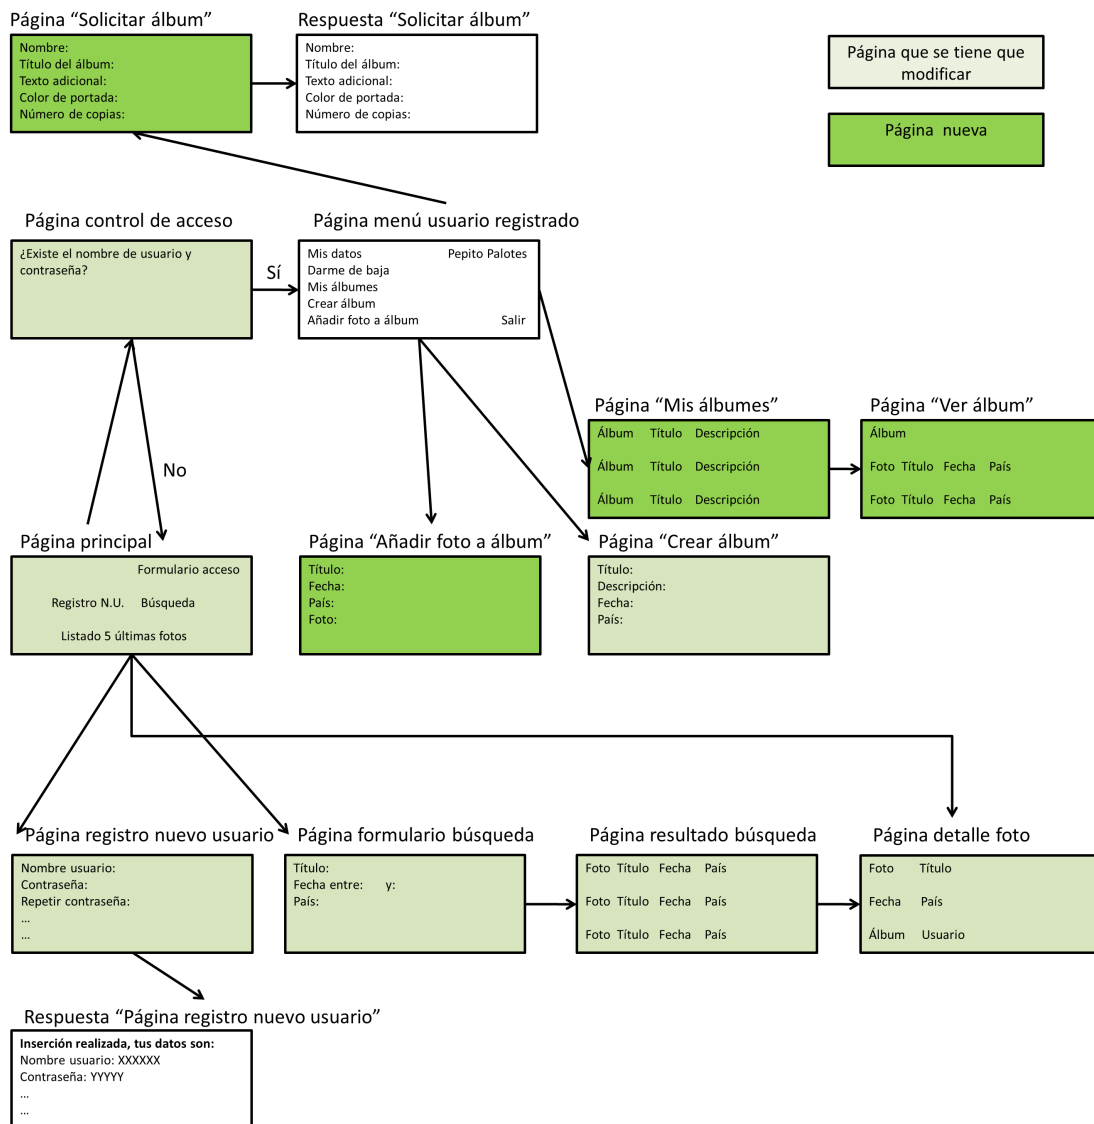 Página “Solicitar álbum”
Nombre:
Título del álbum:
Texto adicional:
Color de portada:
Número de copias:
Respuesta “Solicitar álbum”
Nombre:
Título del álbum:
Texto adicional:
Color de portada:
Número de copias:
Página que se tiene que
modificar
Página nueva
Página control de acceso
¿Existe el nombre de usuario y
contraseña?
Sí
Página menú usuario registrado
Mis datos Pepito Palotes
Darme de baja
Mis álbumes
Crear álbum
Añadir foto a álbum Salir
No
Página “Mis álbumes”
Álbum Título Descripción
Álbum Título Descripción
Álbum Título Descripción
Página “Ver álbum”
Álbum
Foto Título Fecha País
Foto Título Fecha País
Página principal
Formulario acceso
Registro N.U. Búsqueda
Listado 5 últimas fotos
Página “Añadir foto a álbum”
Título:
Fecha:
País:
Foto:
Página “Crear álbum”
Título:
Descripción:
Fecha:
País:
Página registro nuevo usuario
Nombre usuario:
Contraseña:
Repetir contraseña:
...
...
Página formulario búsqueda
Título:
Fecha entre: y:
País:
Página resultado búsqueda
Foto Título Fecha País
Foto Título Fecha País
Foto Título Fecha País
Página detalle foto
Foto Título
Fecha País
Álbum Usuario
Respuesta “Página registro nuevo usuario”
Inserción realizada, tus datos son:
Nombre usuario: XXXXXX
Contraseña: YYYYY
...
...